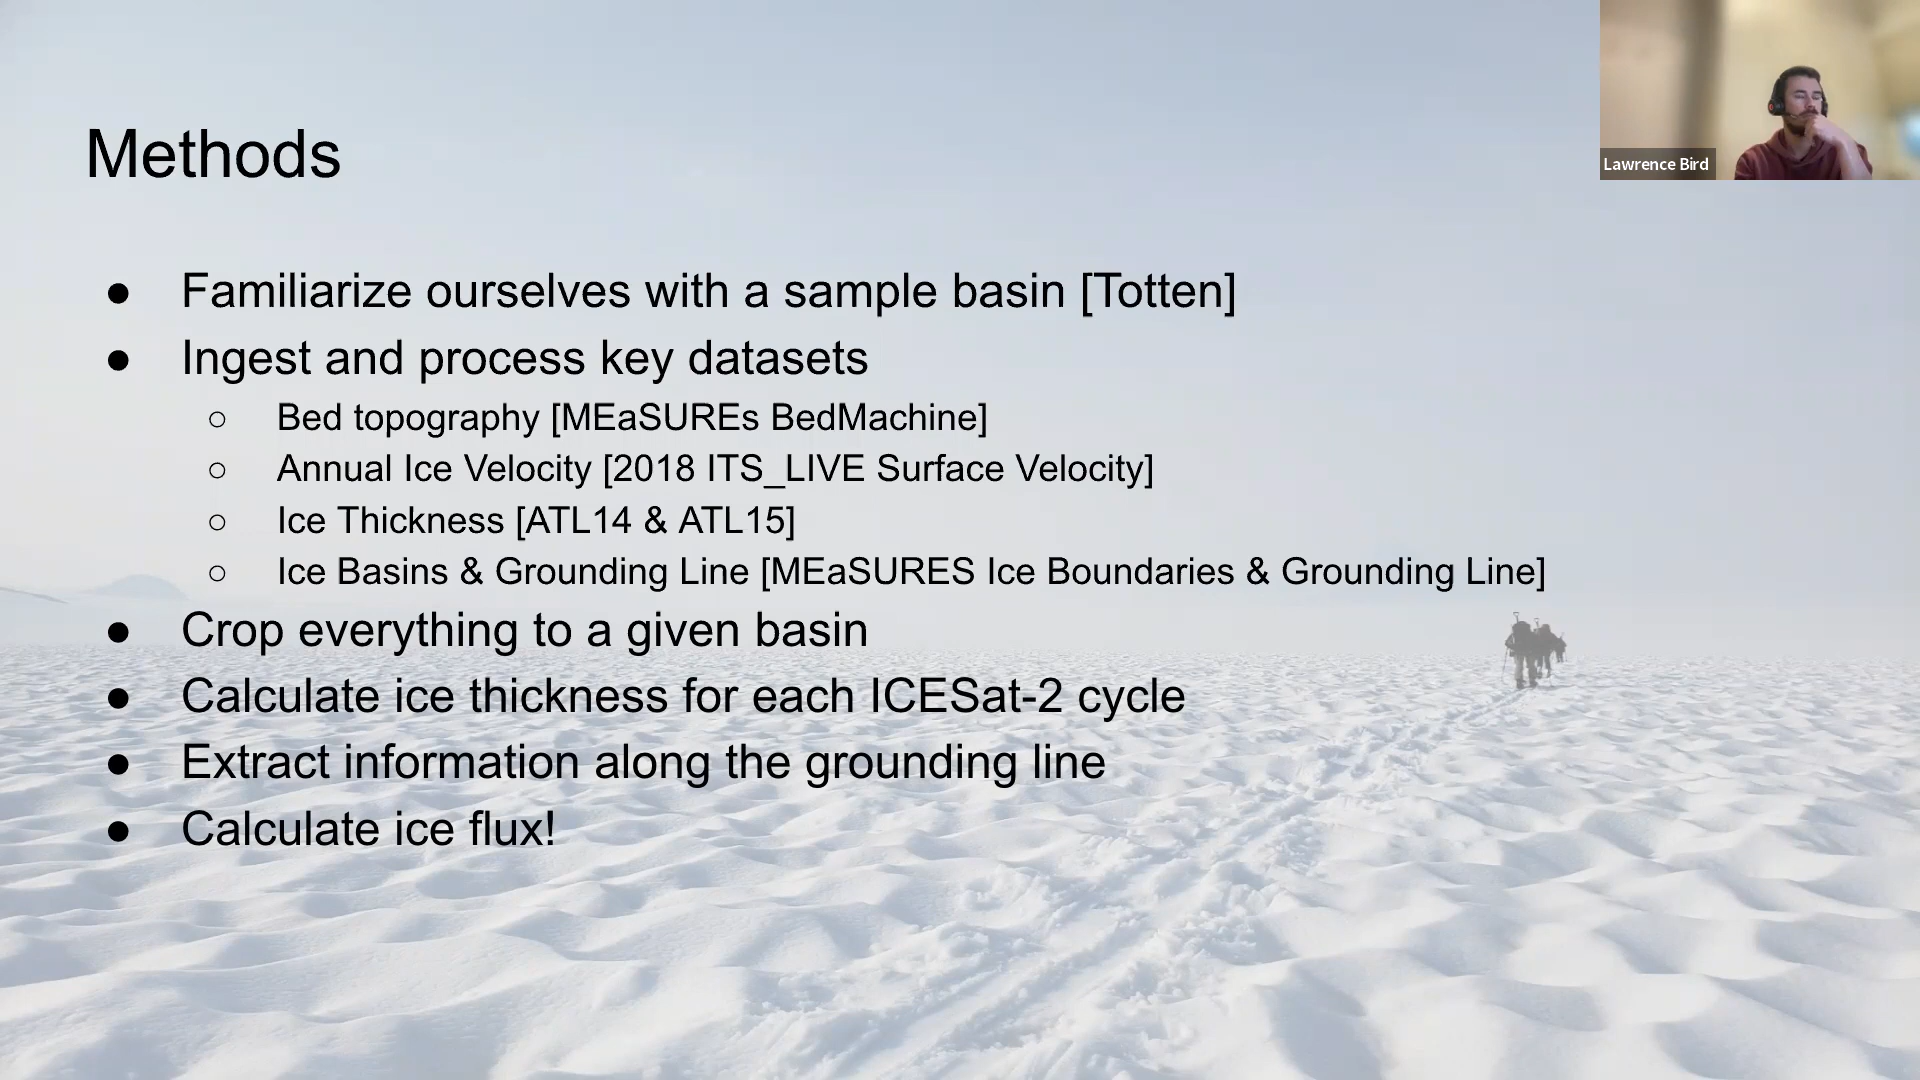 Methods
Lawrence Bird
● Familiarize ourselves with a sample basin [Totten]
● Ingest and process key datasets
○ Bed topography [MEaSUREs BedMachine]
○ Annual Ice Velocity [2018 ITS_LIVE Surface Velocity]
○ Ice Thickness [ATL14 & ATL15]
○ Ice Basins & Grounding Line [MEaSURES Ice Boundaries & Grounding Line]
● Crop everything to a given basin
● Calculate ice thickness for each ICESat-2 cycle
● Extract information along the grounding line
● Calculate ice flux!